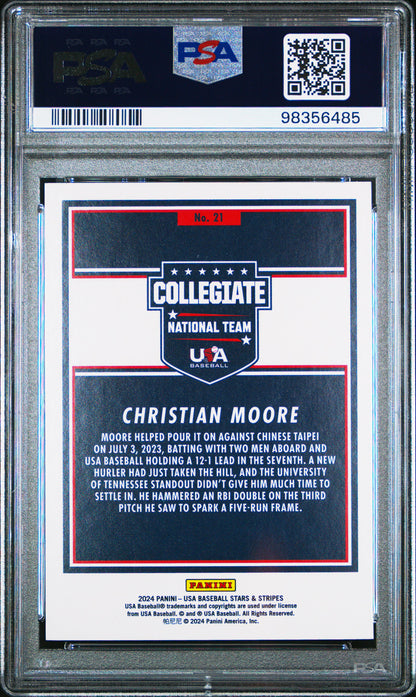 PSA
PSA
98356485
No. 21
COLLEGIATE
NATIONAL TEAM
USA
BASEBALL
CHRISTIAN MOORE
MOORE HELPED POUR IT ON AGAINST CHINESE TAIPEI
ON JULY 3, 2023, BATTING WITH TWO MEN ABOARD AND
USA BASEBALL HOLDING A 12-1 LEAD IN THE SEVENTH. A NEW
HURLER HAD JUST TAKEN THE HILL, AND THE UNIVERSITY
OF TENNESSEE STANDOUT DIDN'T GIVE HIM MUCH TIME TO
SETTLE IN. HE HAMMERED AN RBI DOUBLE ON THE THIRD
PITCH HE SAW TO SPARK A FIVE-RUN FRAME.
PANINI
2024 PANINI – USA BASEBALL STARS & STRIPES
USA Baseball® trademarks and copyrights are used under license
from USA Baseball. © and ® USA Baseball. All Rights Reserved.
帕尼尼 © 2024 Panini America, Inc.
PSA